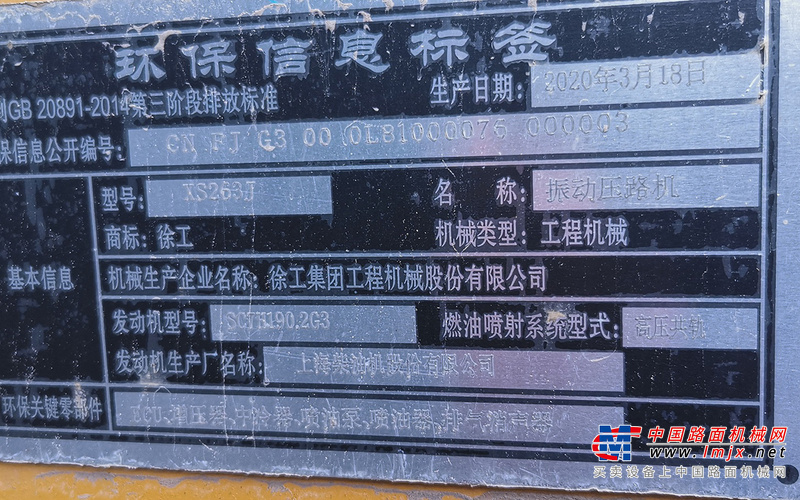 环保信息标签
GB 20891-2014第三阶段排放标准 生产日期: 2020年3月18日
保信息公开编号: CN FJ G3 00 0L81000076 000003
基本信息
型号: XS263J 名 称: 振动压路机
商标: 徐工 机械类型: 工程机械
机械生产企业名称: 徐工集团工程机械股份有限公司
发动机型号: 190.2G3 燃油喷射系统型式: 高压共轨
发动机生产厂名称: 上海柴油机股份有限公司
环保关键零部件 ECU,增压器,中冷器,喷油泵,喷油器,排气消声器
中国路面机械网
www.lmjx.net
买卖设备上中国路面机械网